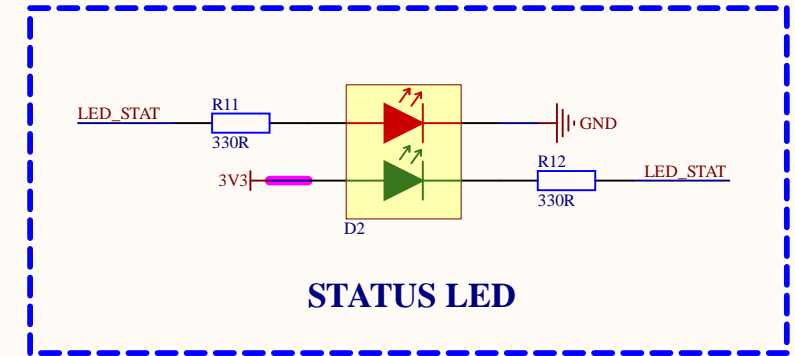 LED_STAT
R11
330R
GND
3V3
R12
330R
LED_STAT
D2
STATUS LED